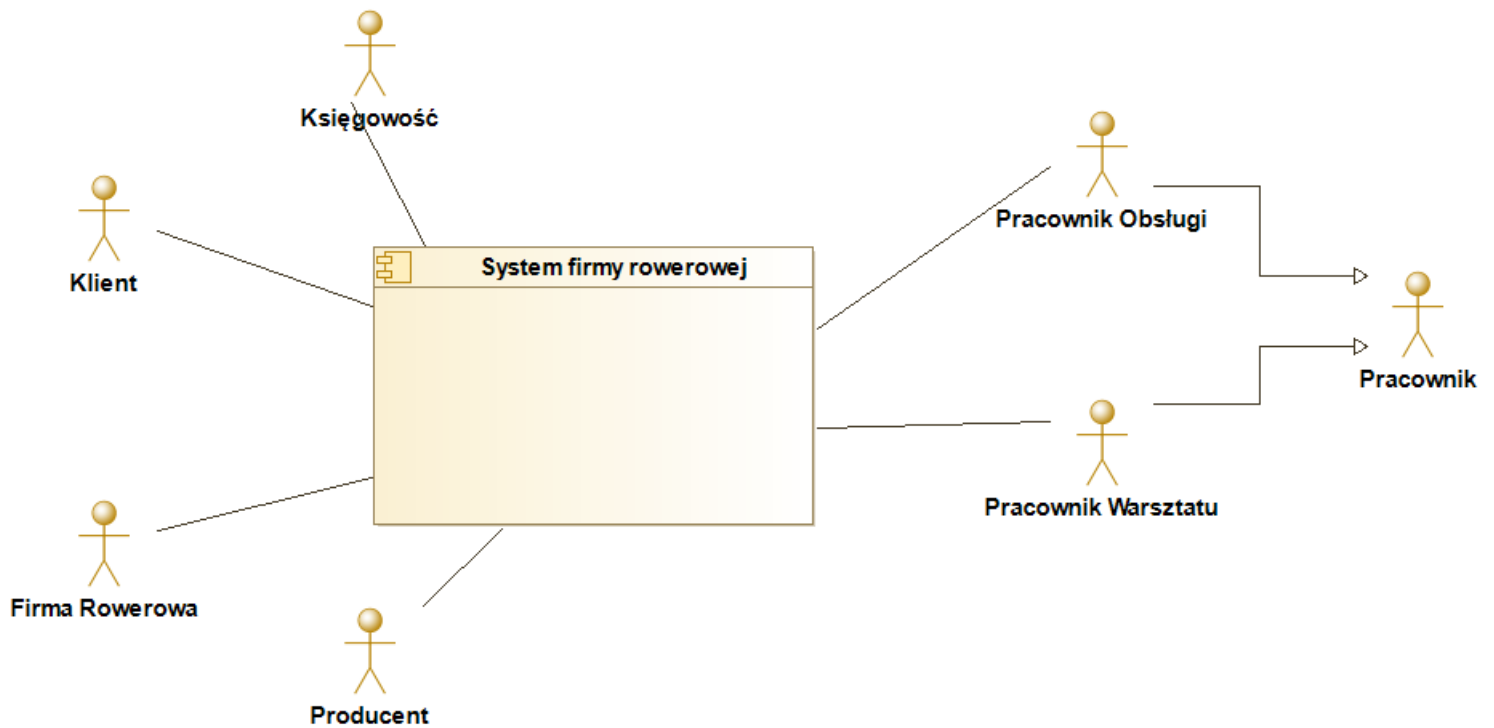 Księgowość
Pracownik Obsługi
Klient
System firmy rowerowej
Pracownik
Pracownik Warsztatu
Firma Rowerowa
Producent